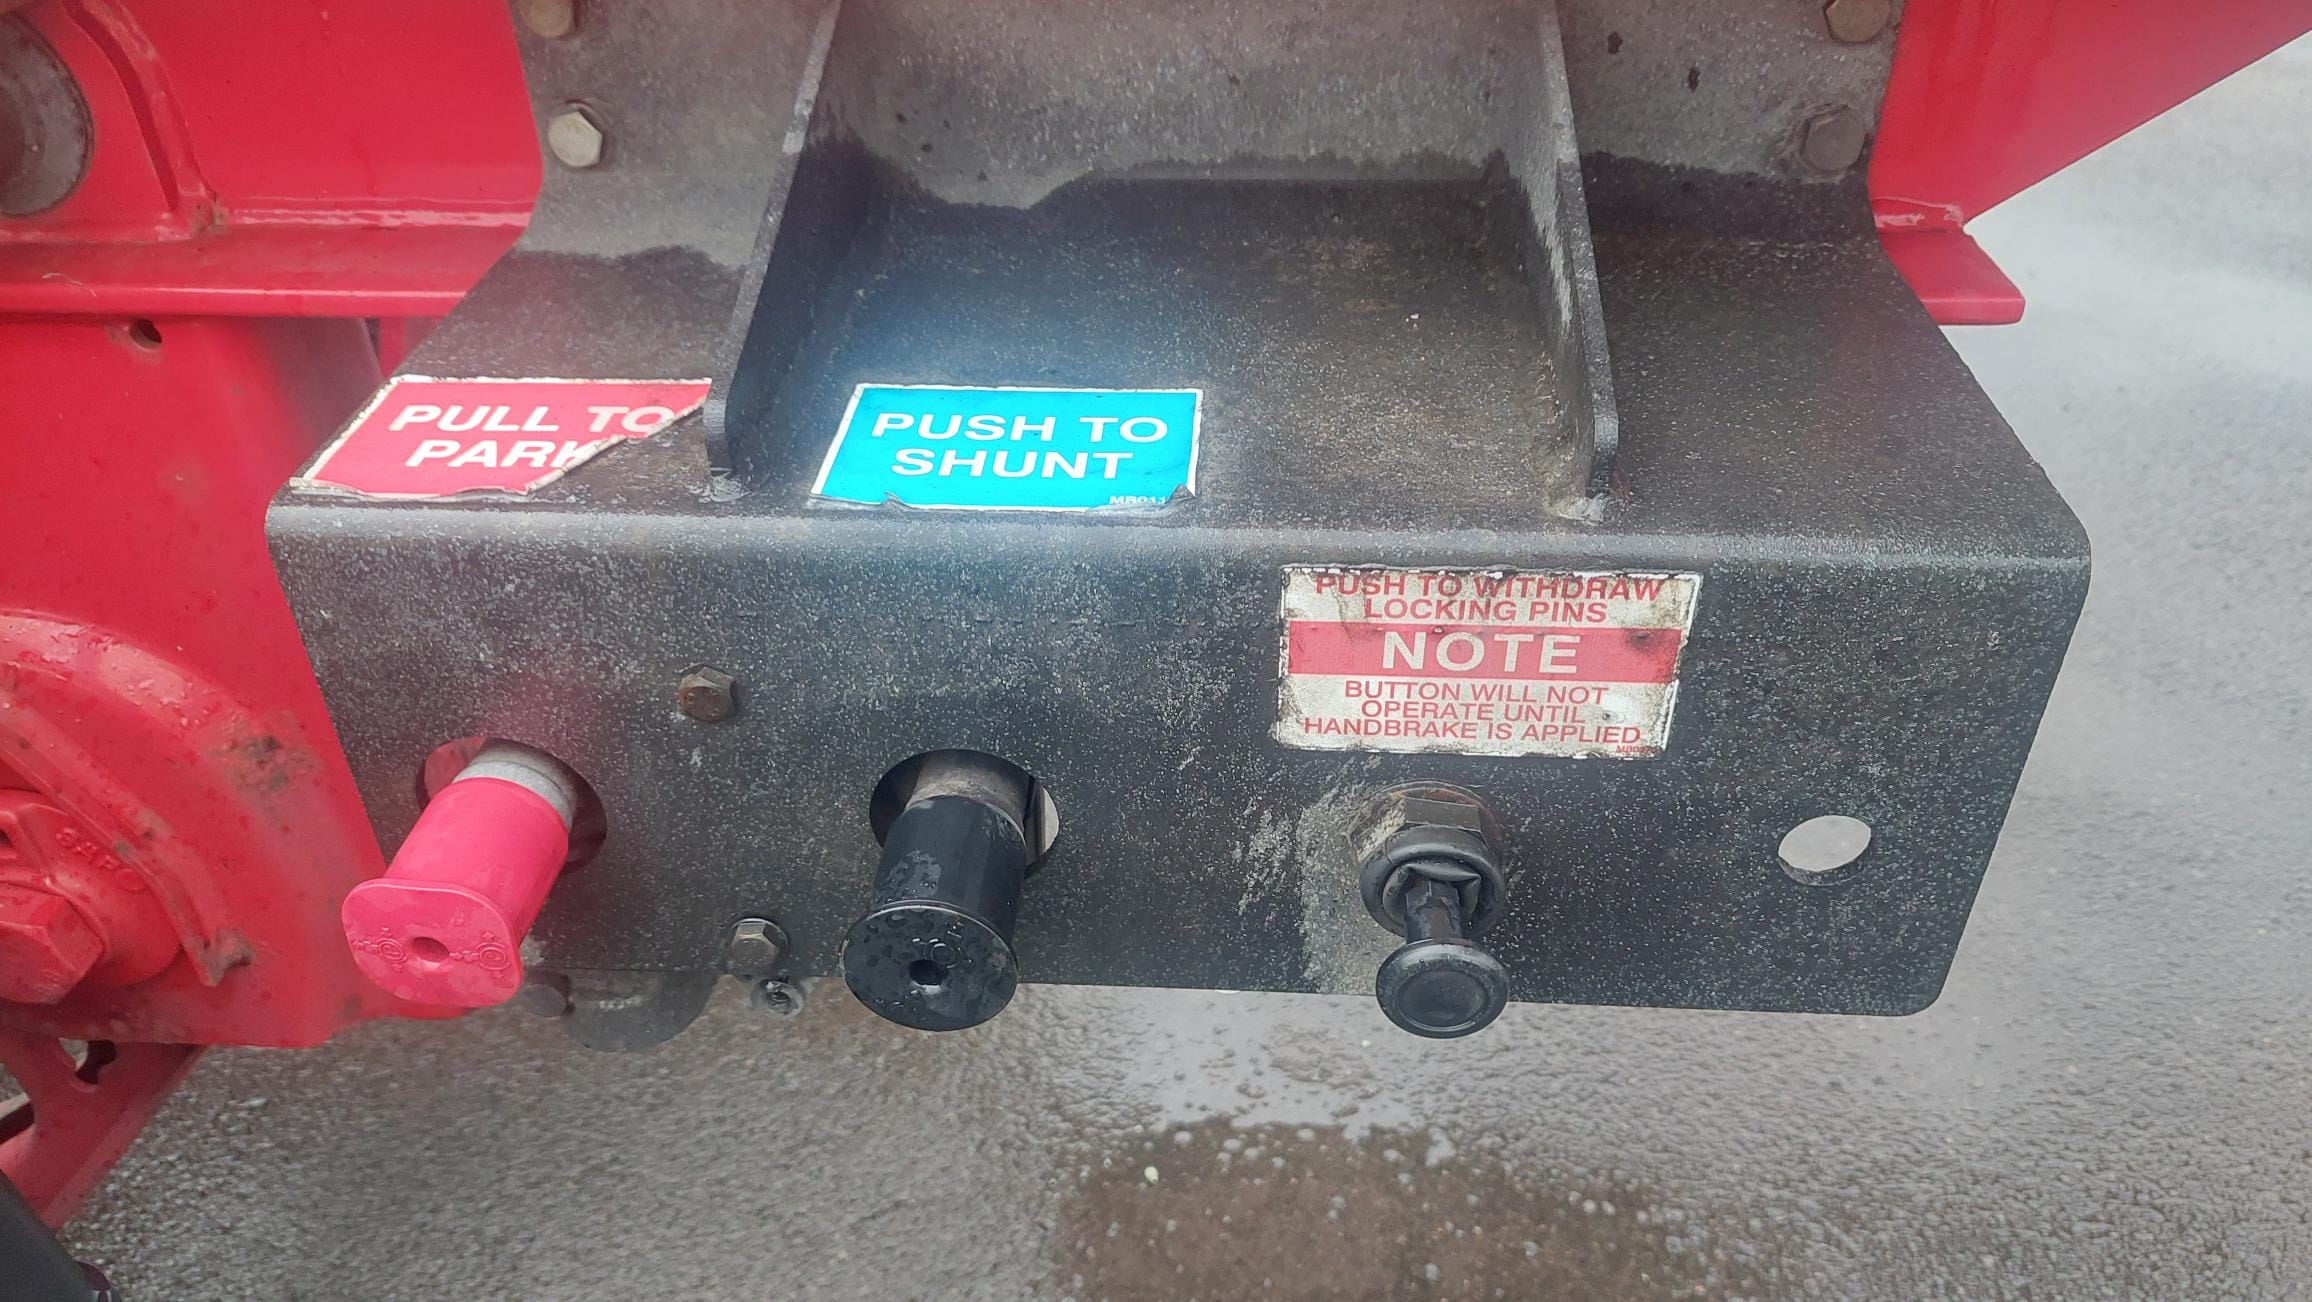 PULL TO
PARK
PUSH TO
SHUNT
PUSH TO WITHDRAW
LOCKING PINS
NOTE
BUTTON WILL NOT
OPERATE UNTIL
HANDBRAKE IS APPLIED